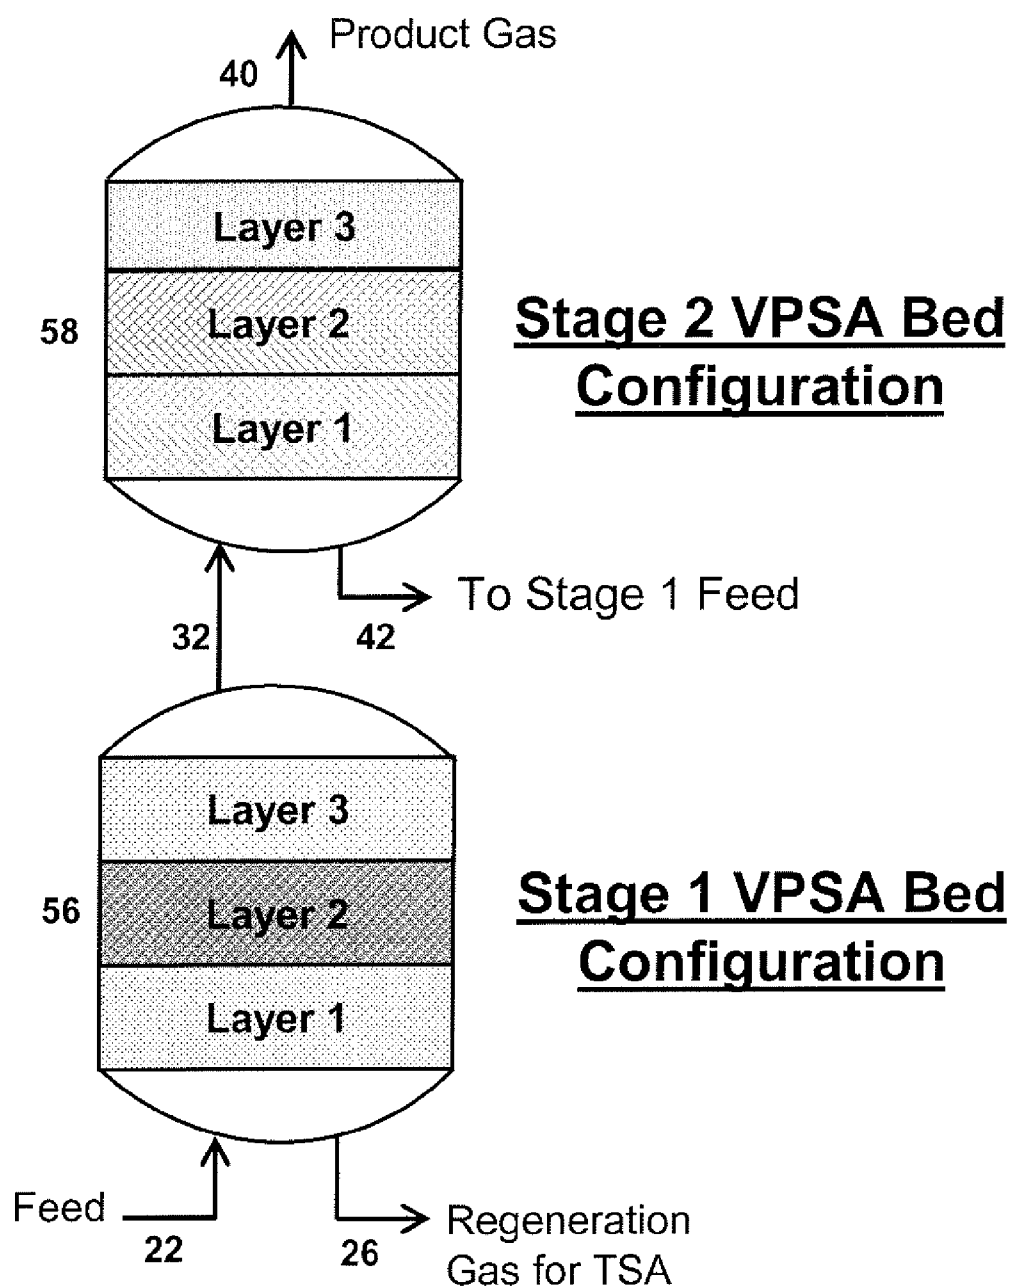 Product Gas
40
Layer 3
Layer 2
Layer 1
58
Stage 2 VPSA Bed
Configuration
To Stage 1 Feed
32
42
Layer 3
Layer 2
Layer 1
56
Stage 1 VPSA Bed
Configuration
Feed
22
26
Regeneration
Gas for TSA